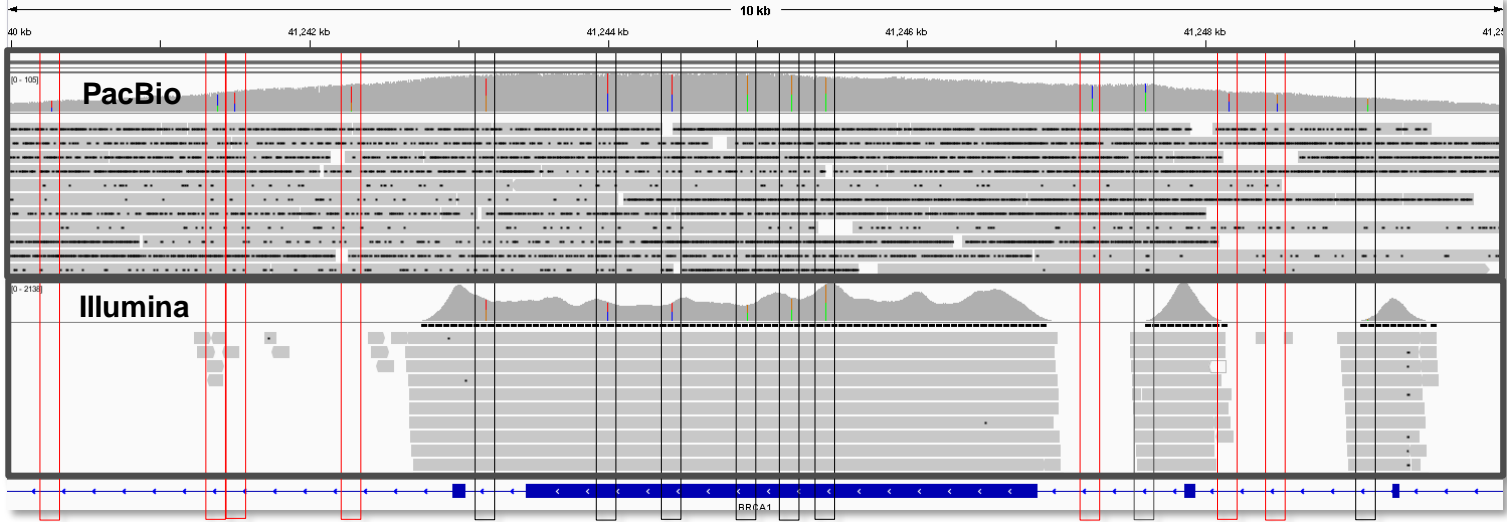 10 kb
40 kb 41,242 kb 41,244 kb 41,246 kb 41,248 kb 41,25
[0 - 105]
PacBio
[0 - 2138]
Illumina
BRCA1